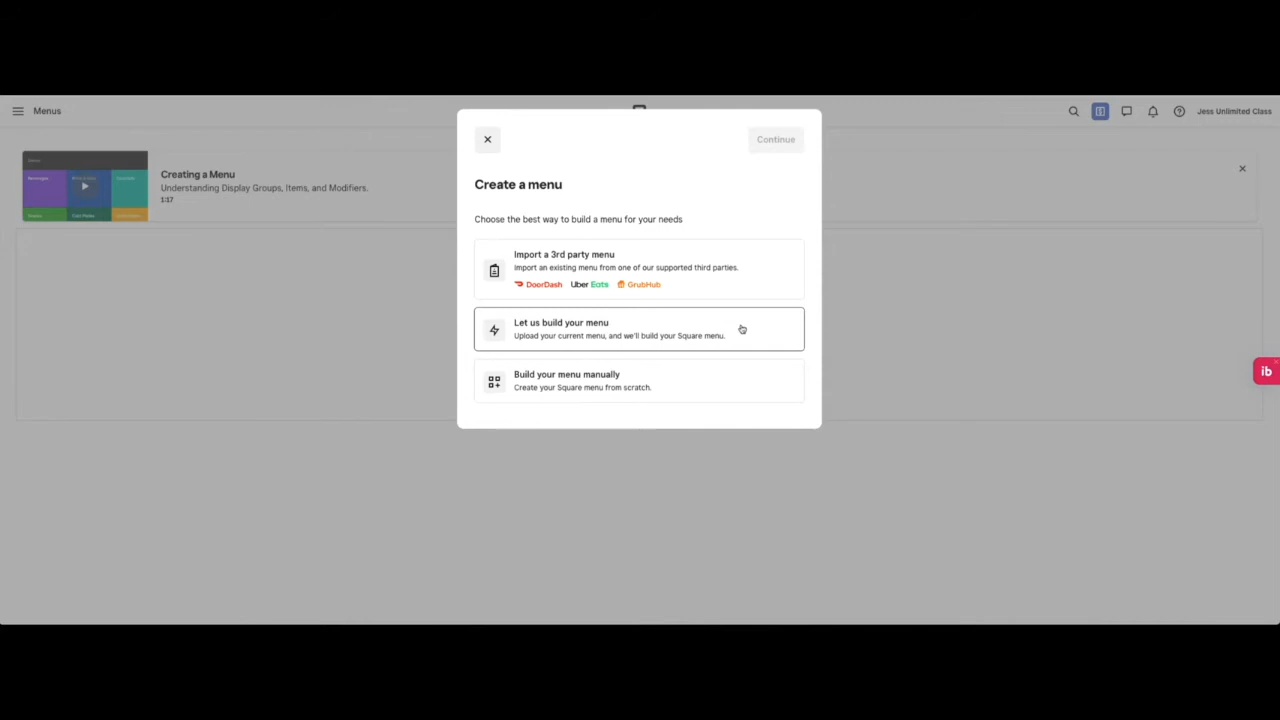 Menus
Jess Unlimited Class
Creating a Menu
Understanding Display Groups, Items, and Modifiers.
1:17
Continue
Create a menu
Choose the best way to build a menu for your needs
Import a 3rd party menu
Import an existing menu from one of our supported third parties.
DoorDash Uber Eats GrubHub
Let us build your menu
Upload your current menu, and we'll build your Square menu.
Build your menu manually
Create your Square menu from scratch.
ib